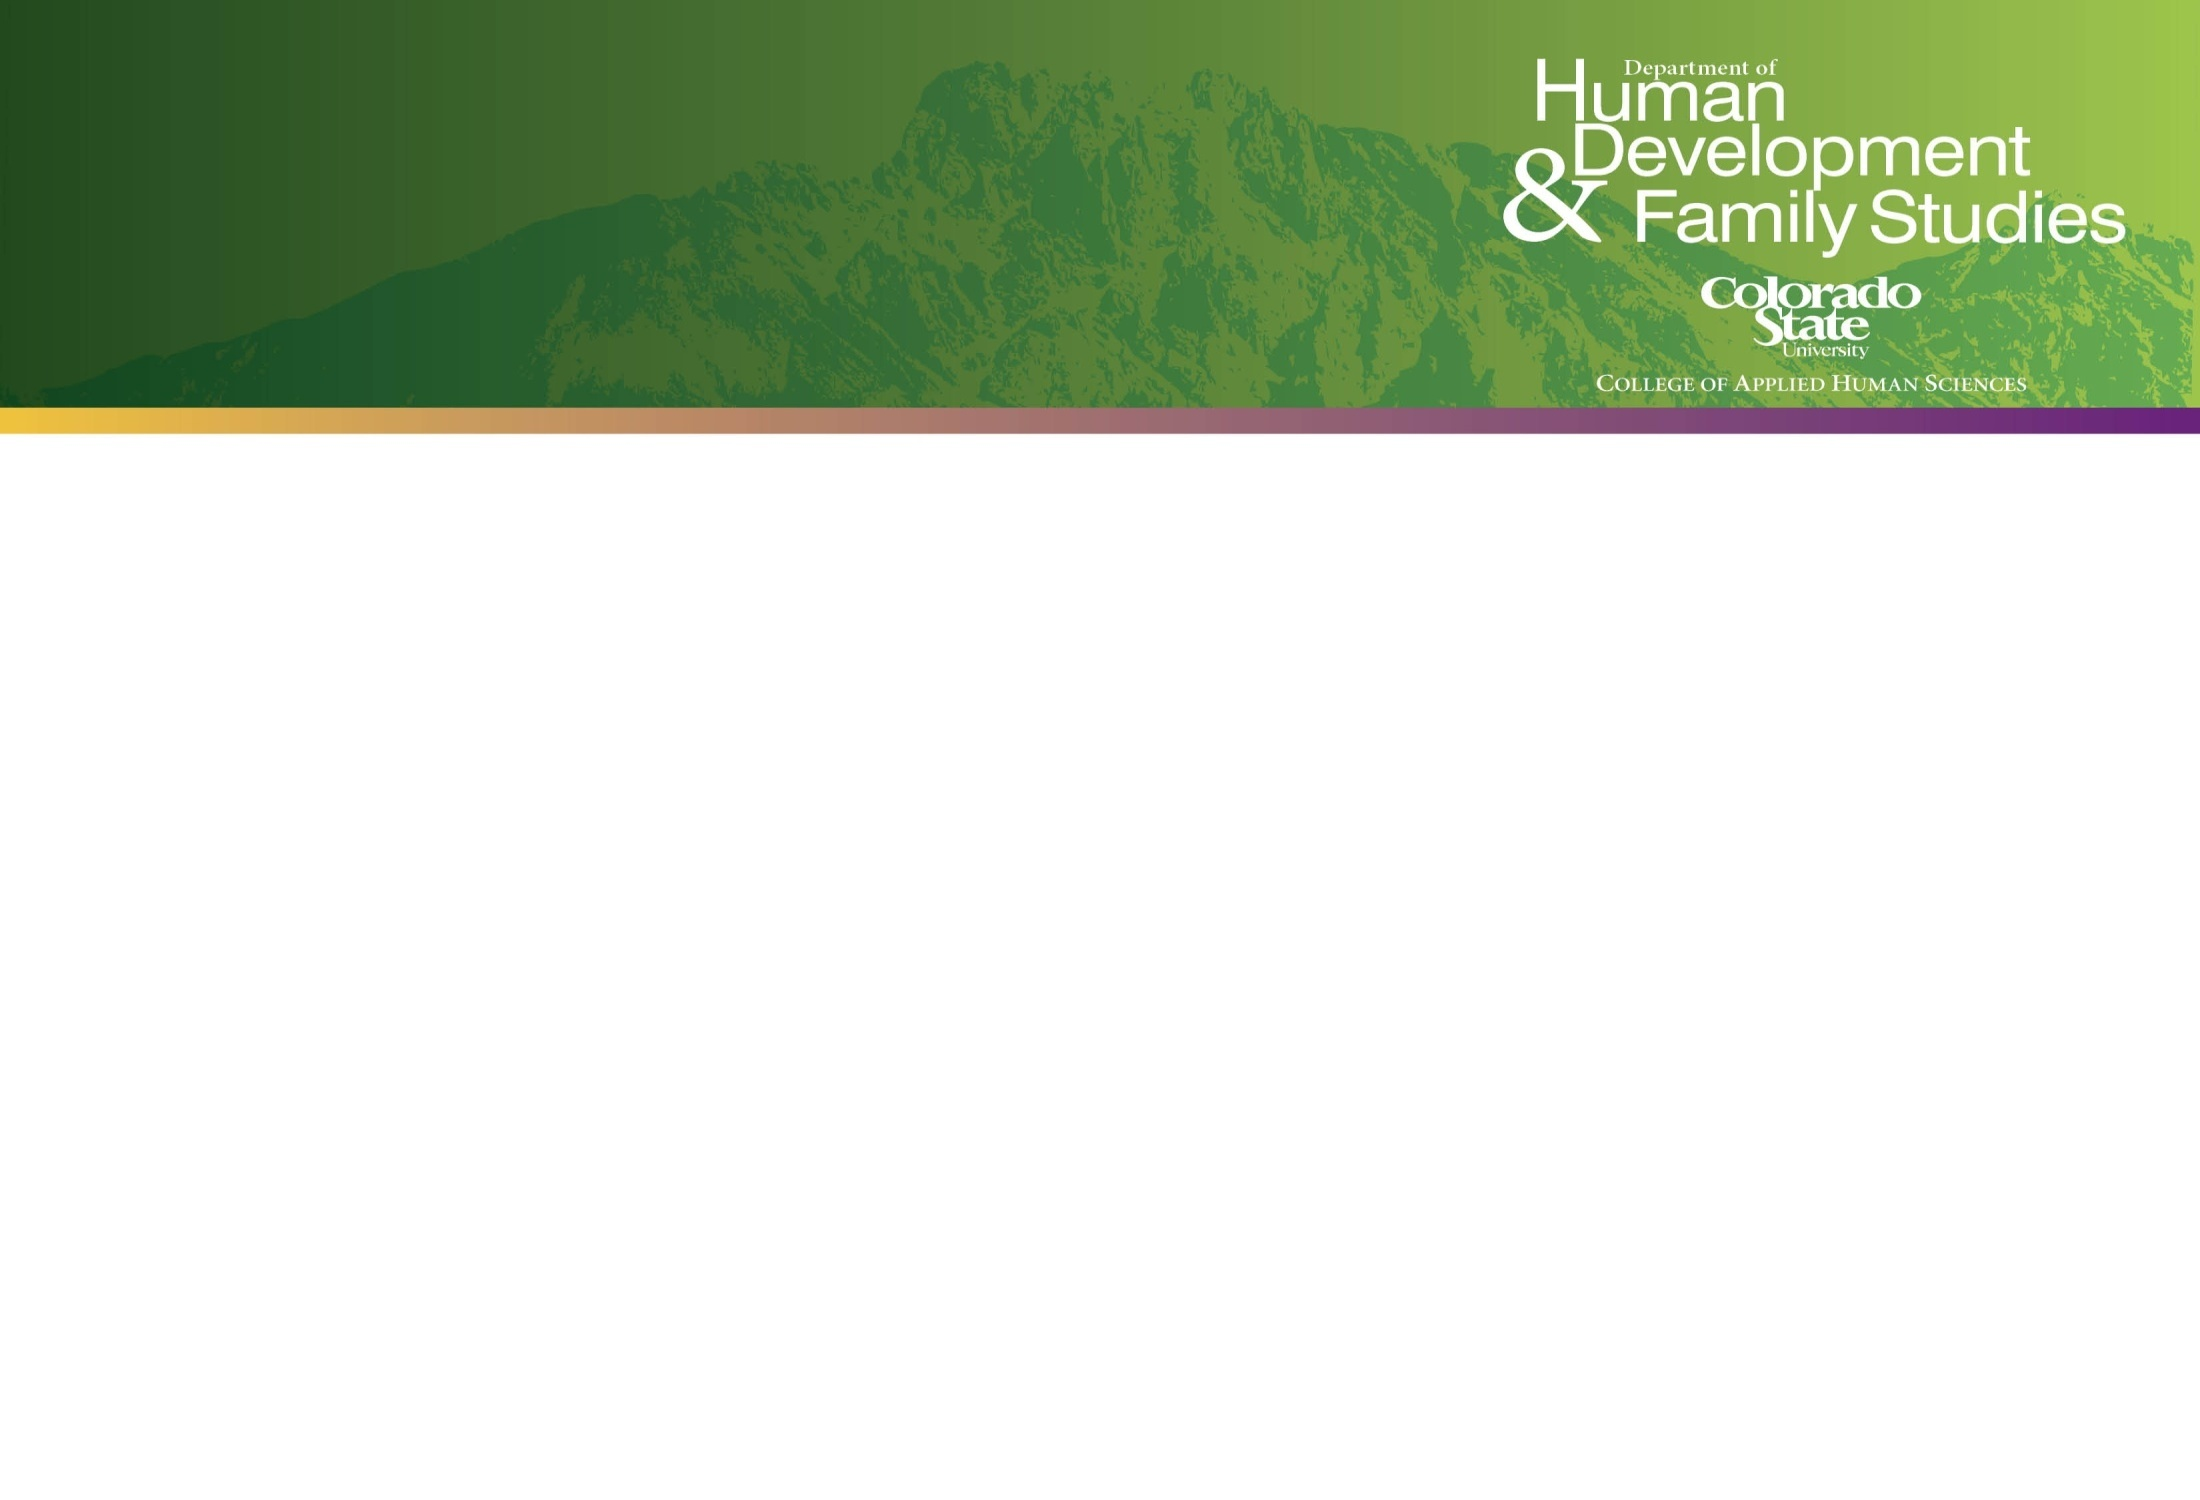 Department of
Human
Development
& Family Studies
Colorado
State
University
COLLEGE OF APPLIED HUMAN SCIENCES